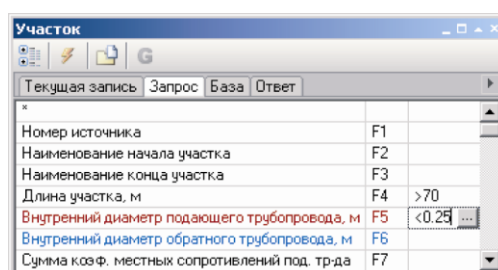 Участок
G
Текущая запись Запрос База Ответ
*
Номер источника F1
Наименование начала участка F2
Наименование конца участка F3
Длина участка, м F4 >70
Внутренний диаметр подающего трубопровода, м F5 <0.25 ...
Внутренний диаметр обратного трубопровода, м F6
Сумма коэф. местных сопротивлений под. тр-да F7